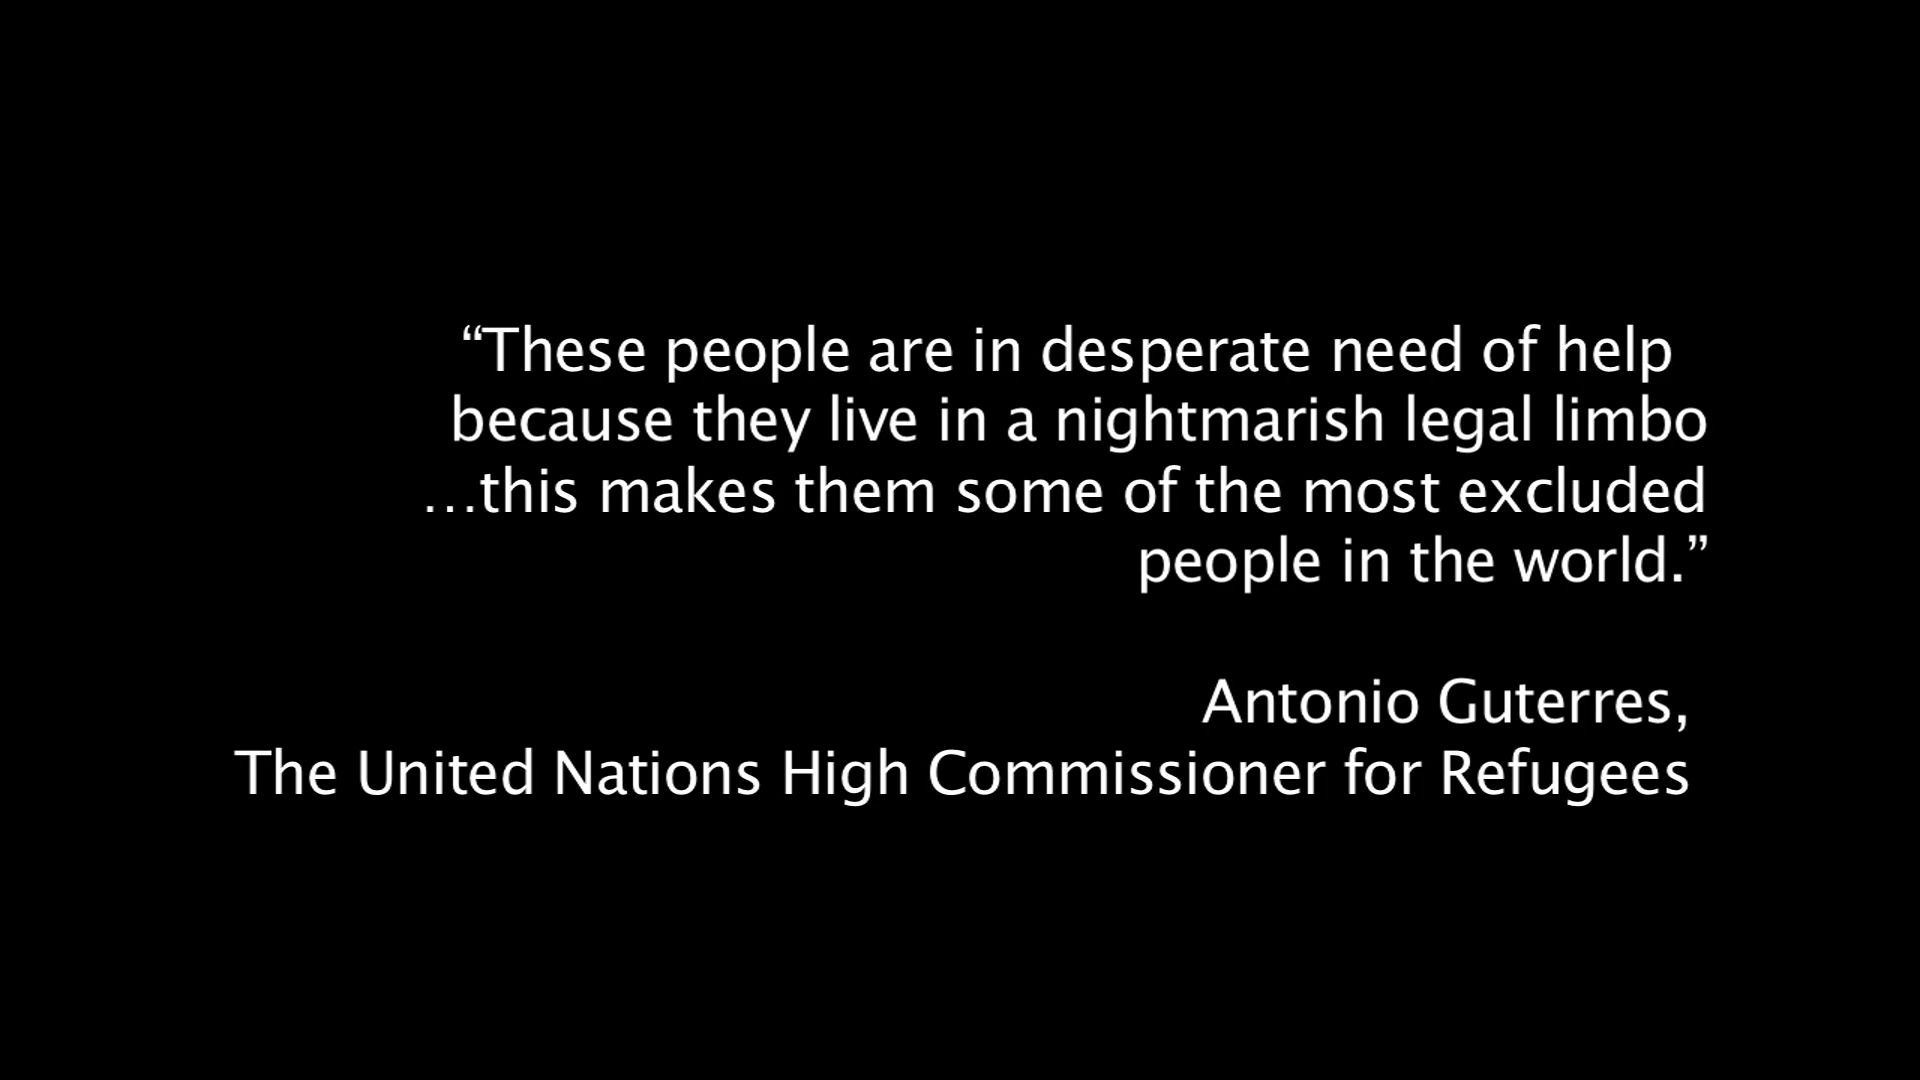 “These people are in desperate need of help
because they live in a nightmarish legal limbo
…this makes them some of the most excluded
people in the world.”
Antonio Guterres,
The United Nations High Commissioner for Refugees